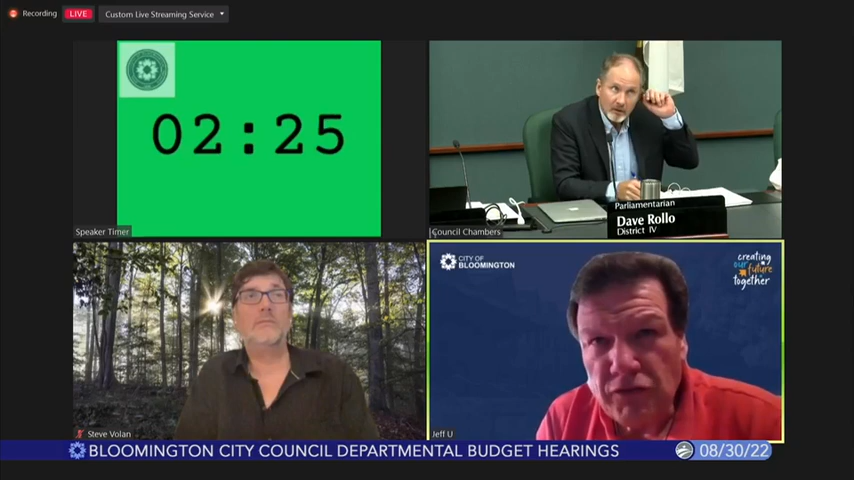 Recording
LIVE
Custom Live Streaming Service
02:25
Speaker Timer
Parliamentarian
Dave Rollo
District IV
Council Chambers
Steve Volan
CITY OF
BLOOMINGTON
creating
our future
together
Jeff U
BLOOMINGTON CITY COUNCIL DEPARTMENTAL BUDGET HEARINGS
08/30/22